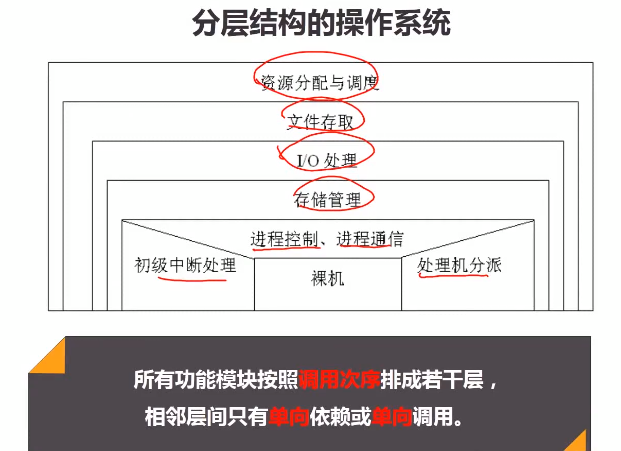 分层结构的操作系统
资源分配与调度
文件存取
I/O 处理
存储管理
进程控制、进程通信
初级中断处理
裸机
处理机分派
所有功能模块按照调用次序排成若干层，
相邻层间只有单向依赖或单向调用。